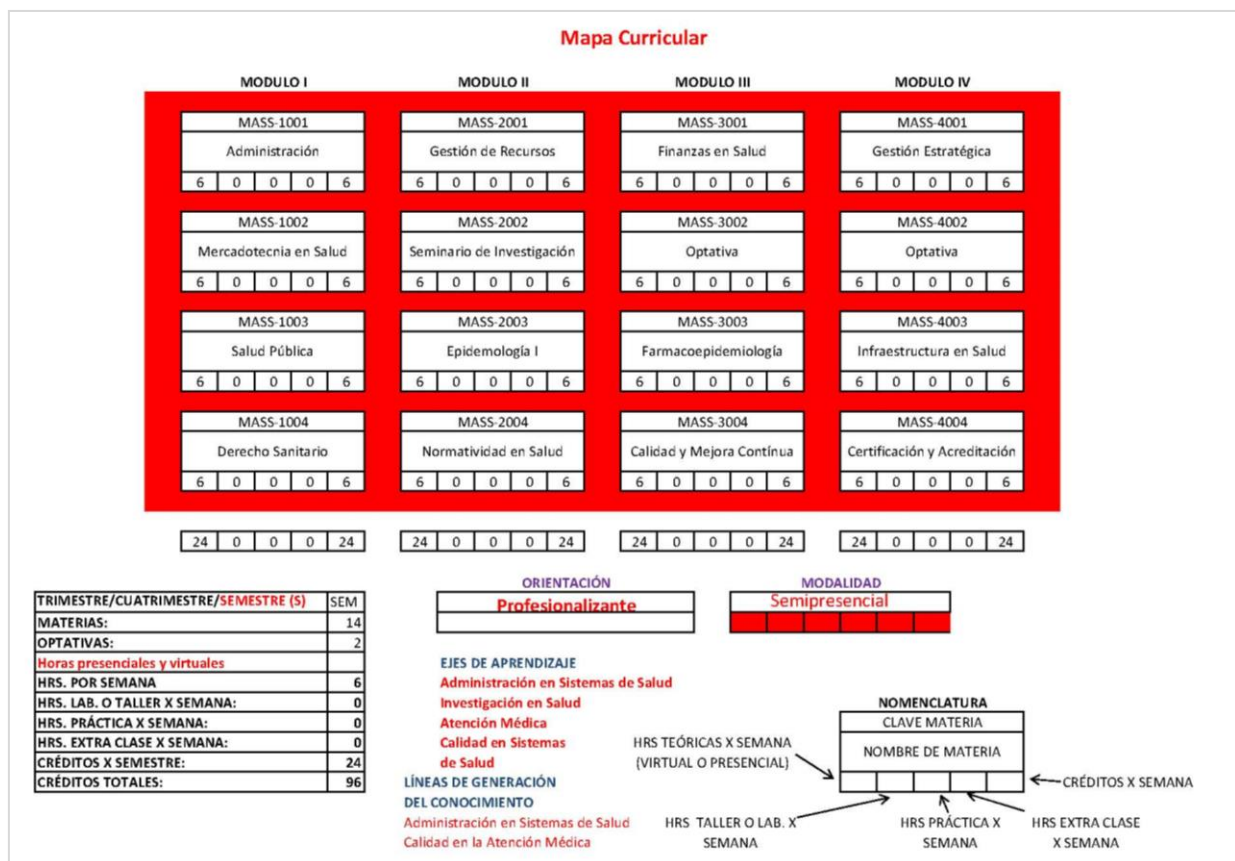 Mapa Curricular
MODULO I
MODULO II
MODULO III
MODULO IV
MASS-1001
Administración
6 0 0 0 6
MASS-2001
Gestión de Recursos
6 0 0 0 6
MASS-3001
Finanzas en Salud
6 0 0 0 6
MASS-4001
Gestión Estratégica
6 0 0 0 6
MASS-1002
Mercadotecnia en Salud
6 0 0 0 6
MASS-2002
Seminario de Investigación
6 0 0 0 6
MASS-3002
Optativa
6 0 0 0 6
MASS-4002
Optativa
6 0 0 0 6
MASS-1003
Salud Pública
6 0 0 0 6
MASS-2003
Epidemología I
6 0 0 0 6
MASS-3003
Farmacoepidemiología
6 0 0 0 6
MASS-4003
Infraestructura en Salud
6 0 0 0 6
MASS-1004
Derecho Sanitario
6 0 0 0 6
MASS-2004
Normatividad en Salud
6 0 0 0 6
MASS-3004
Calidad y Mejora Contínua
6 0 0 0 6
MASS-4004
Certificación y Acreditación
6 0 0 0 6
24 0 0 0 24
24 0 0 0 24
24 0 0 0 24
24 0 0 0 24
TRIMESTRE/CUATRIMESTRE/SEMESTRE (S) SEM
MATERIAS: 14
OPTATIVAS: 2
Horas presenciales y virtuales
HRS. POR SEMANA 6
HRS. LAB. O TALLER X SEMANA: 0
HRS. PRÁCTICA X SEMANA: 0
HRS. EXTRA CLASE X SEMANA: 0
CRÉDITOS X SEMESTRE: 24
CRÉDITOS TOTALES: 96
ORIENTACIÓN
Profesionalizante
MODALIDAD
Semipresencial
EJES DE APRENDIZAJE
Administración en Sistemas de Salud
Investigación en Salud
Atención Médica
Calidad en Sistemas
de Salud
LÍNEAS DE GENERACIÓN
DEL CONOCIMIENTO
Administración en Sistemas de Salud
Calidad en la Atención Médica
NOMENCLATURA
CLAVE MATERIA
NOMBRE DE MATERIA
HRS TEÓRICAS X SEMANA
(VIRTUAL O PRESENCIAL)
CRÉDITOS X SEMANA
HRS TALLER O LAB. X
SEMANA
HRS PRÁCTICA X
SEMANA
HRS EXTRA CLASE
X SEMANA